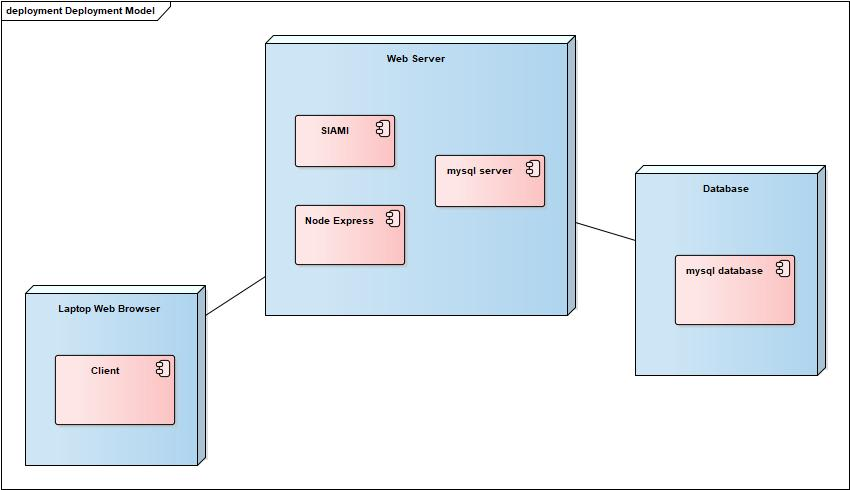 deployment Deployment Model
Web Server
SIAMI
mysql server
Node Express
Database
mysql database
Laptop Web Browser
Client